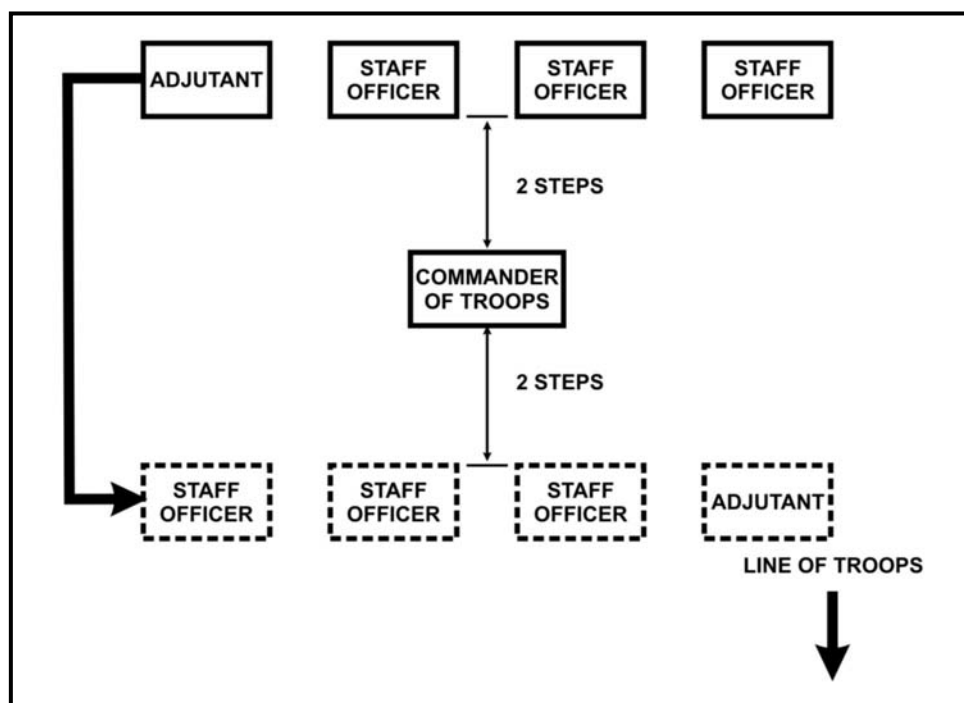 ADJUTANT
STAFF
OFFICER
STAFF
OFFICER
STAFF
OFFICER
2 STEPS
COMMANDER
OF TROOPS
2 STEPS
STAFF
OFFICER
STAFF
OFFICER
STAFF
OFFICER
ADJUTANT
LINE OF TROOPS